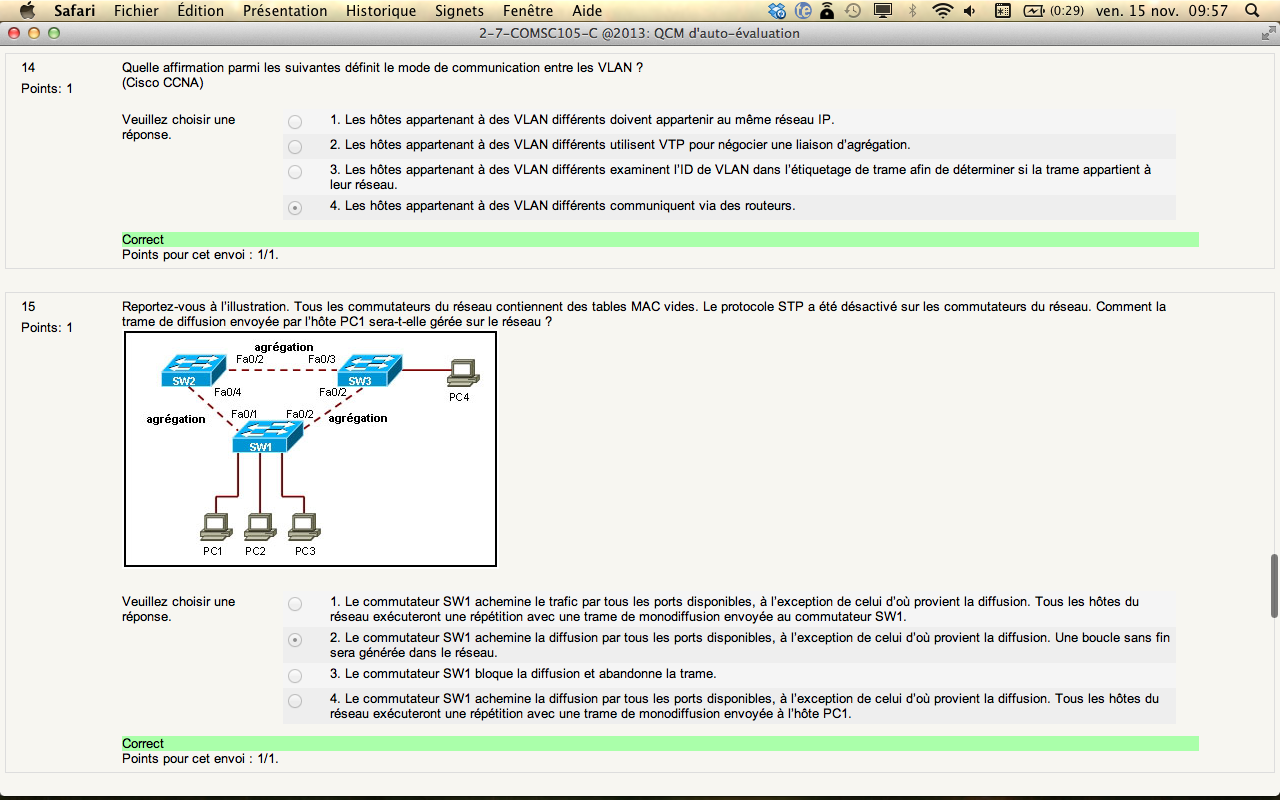 Safari Fichier Édition Présentation Historique Signets Fenêtre Aide (0:29) ven. 15 nov. 09:57
2-7-COMSC105-C @2013: QCM d'auto-évaluation
14
Points: 1
Quelle affirmation parmi les suivantes définit le mode de communication entre les VLAN ?
(Cisco CCNA)
Veuillez choisir une
réponse.
1. Les hôtes appartenant à des VLAN différents doivent appartenir au même réseau IP.
2. Les hôtes appartenant à des VLAN différents utilisent VTP pour négocier une liaison d'agrégation.
3. Les hôtes appartenant à des VLAN différents examinent l'ID de VLAN dans l'étiquetage de trame afin de déterminer si la trame appartient à
leur réseau.
4. Les hôtes appartenant à des VLAN différents communiquent via des routeurs.
Correct
Points pour cet envoi : 1/1.
15
Points: 1
Reportez-vous à l'illustration. Tous les commutateurs du réseau contiennent des tables MAC vides. Le protocole STP a été désactivé sur les commutateurs du réseau. Comment la
trame de diffusion envoyée par l'hôte PC1 sera-t-elle gérée sur le réseau ?
agrégation
Fa0/2 Fa0/3
SW2 SW3
Fa0/4 Fa0/2
PC4
agrégation Fa0/1 Fa0/2 agrégation
SW1
PC1 PC2 PC3
Veuillez choisir une
réponse.
1. Le commutateur SW1 achemine le trafic par tous les ports disponibles, à l'exception de celui d'où provient la diffusion. Tous les hôtes du
réseau exécuteront une répétition avec une trame de monodiffusion envoyée au commutateur SW1.
2. Le commutateur SW1 achemine la diffusion par tous les ports disponibles, à l'exception de celui d'où provient la diffusion. Une boucle sans fin
sera générée dans le réseau.
3. Le commutateur SW1 bloque la diffusion et abandonne la trame.
4. Le commutateur SW1 achemine la diffusion par tous les ports disponibles, à l'exception de celui d'où provient la diffusion. Tous les hôtes du
réseau exécuteront une répétition avec une trame de monodiffusion envoyée à l'hôte PC1.
Correct
Points pour cet envoi : 1/1.